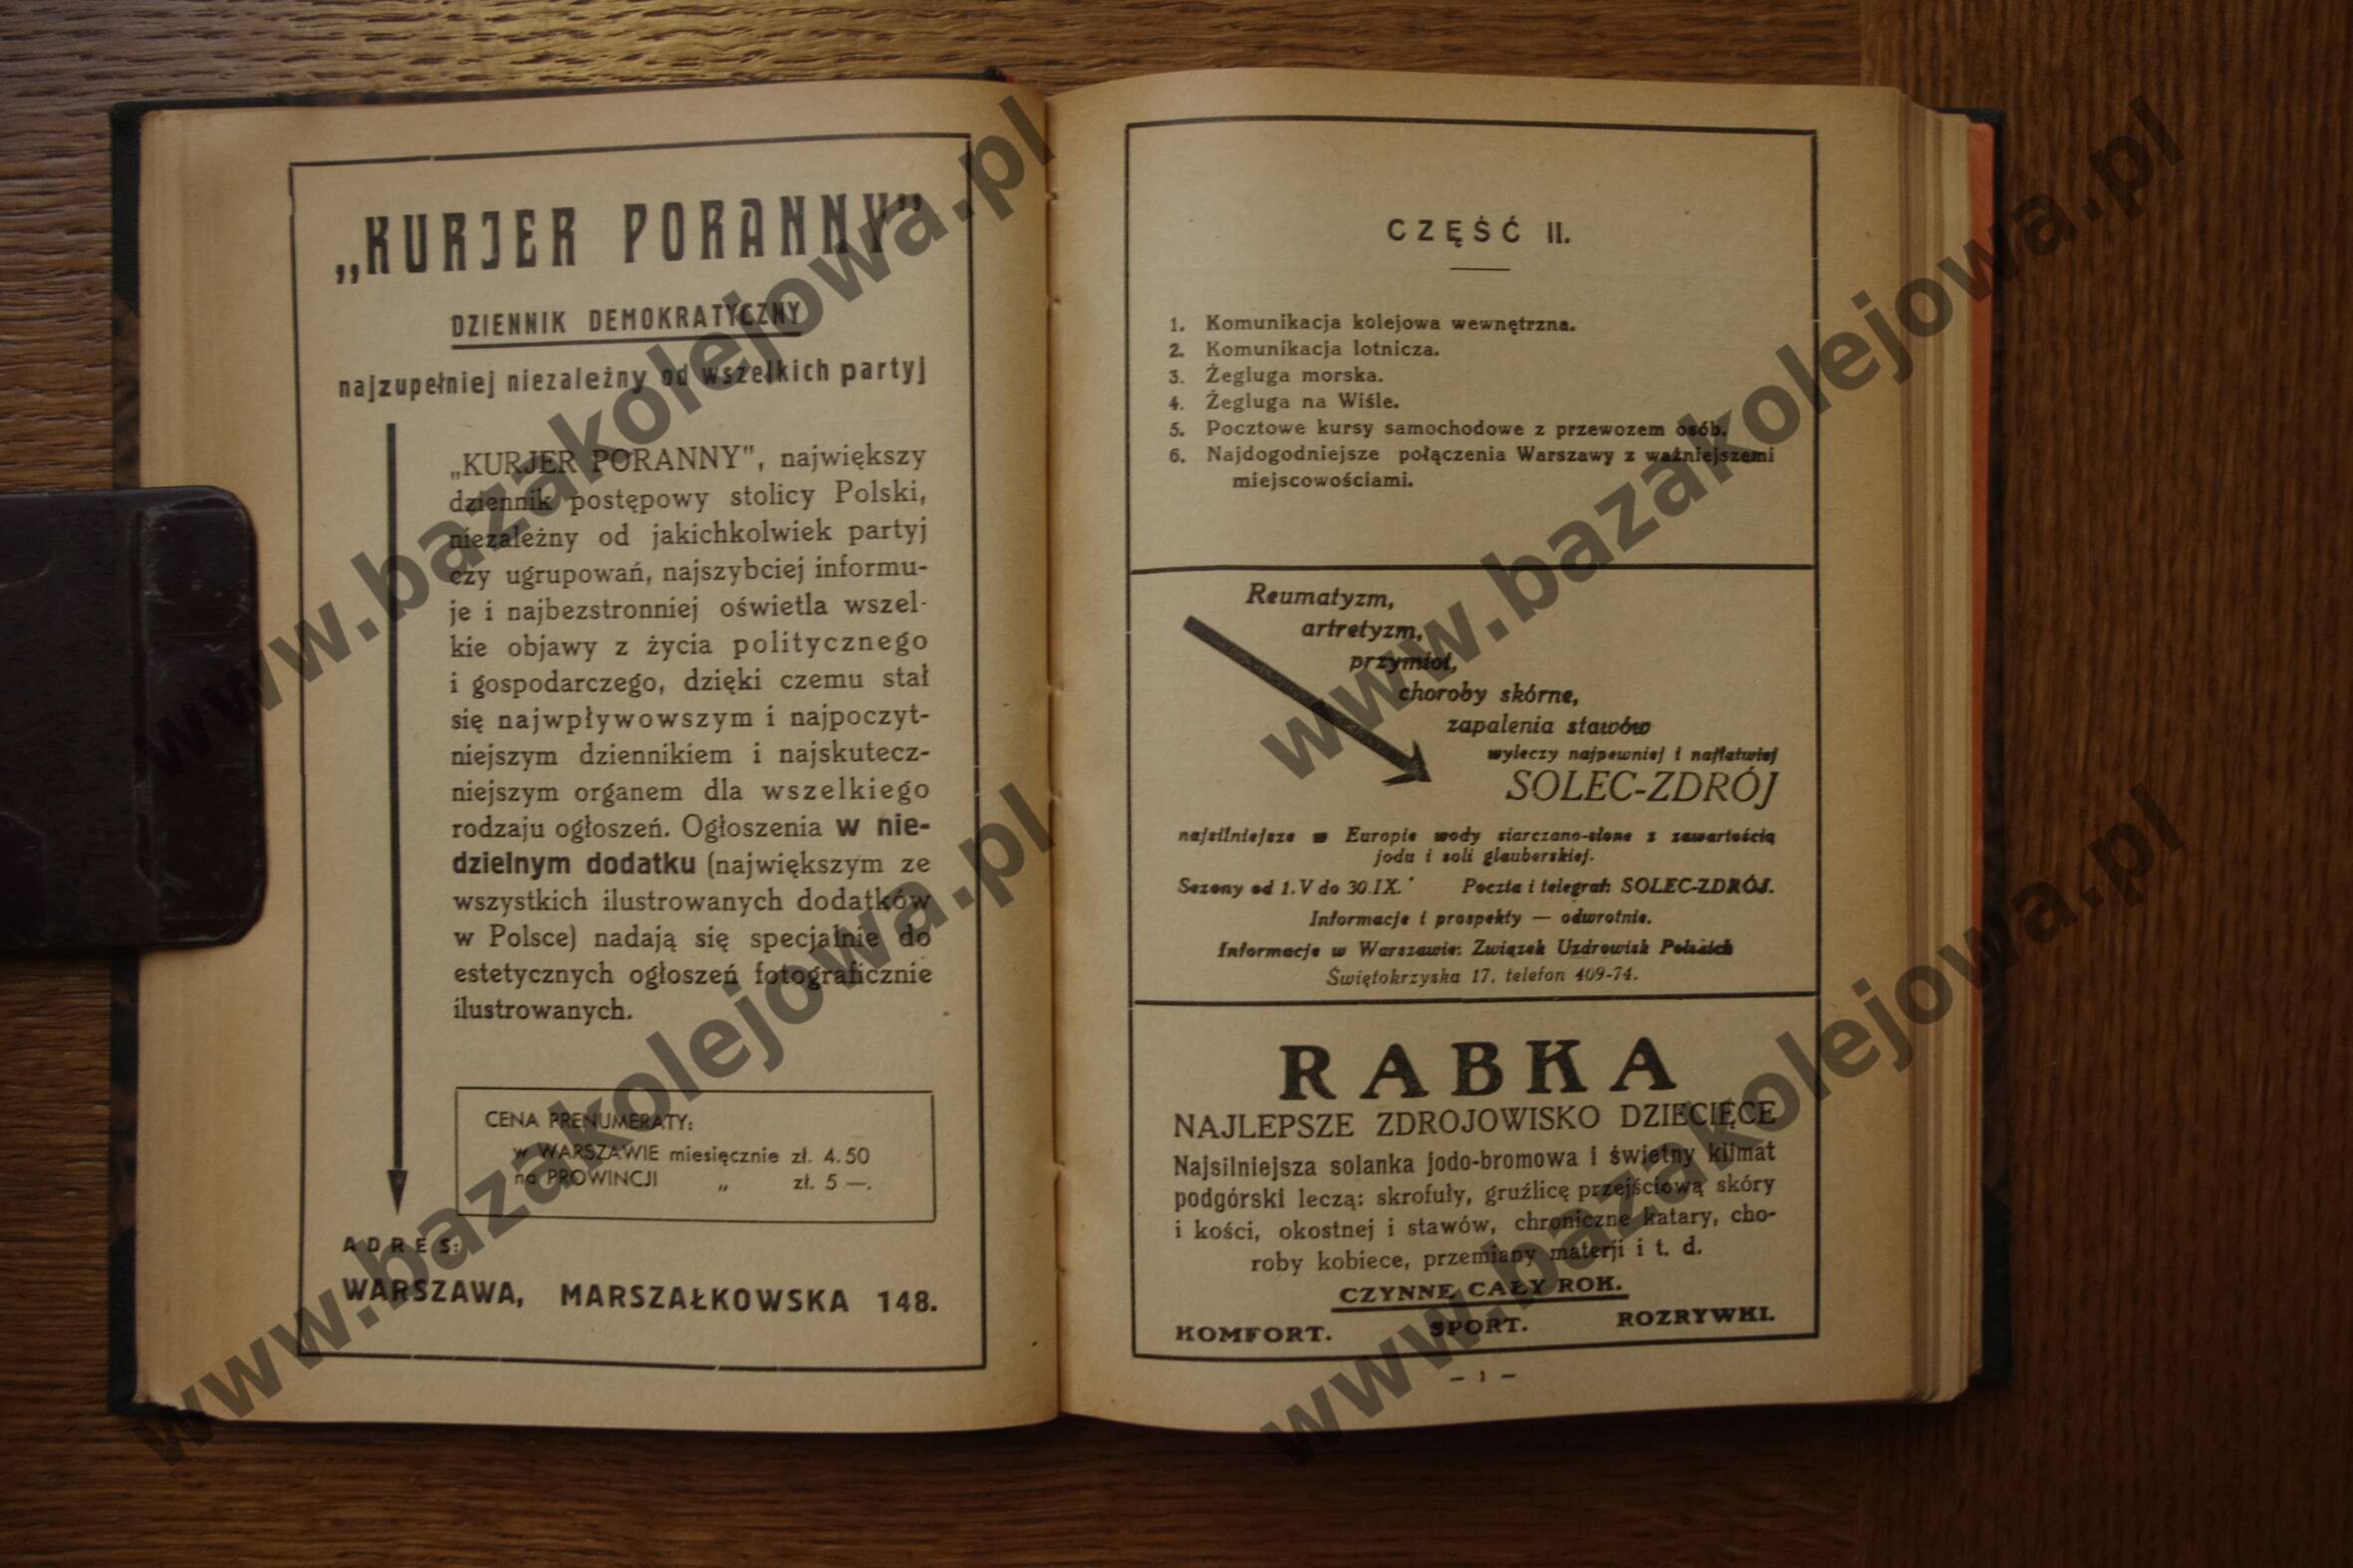 „KURJER PORANNY"
DZIENNIK DEMOKRATYCZNY
najzupełniej niezależny od wszelkich partyj
„KURJER PORANNY", największy
dziennik postępowy stolicy Polski,
niezależny od jakichkolwiek partyj
czy ugrupowań, najszybciej informu-
je i najbezstronniej oświetla wszel-
kie objawy z życia politycznego
i gospodarczego, dzięki czemu stał
się najwpływowszym i najpoczyt-
niejszym dziennikiem i najskutecz-
niejszym organem dla wszelkiego
rodzaju ogłoszeń. Ogłoszenia w nie-
dzielnym dodatku (największym ze
wszystkich ilustrowanych dodatków
w Polsce) nadają się specjalnie do
estetycznych ogłoszeń fotograficznie
ilustrowanych.
CENA PRENUMERATY:
w WARSZAWIE miesięcznie zł. 4.50
na PROWINCJI „ zł. 5 —.
ADRES:
WARSZAWA, MARSZAŁKOWSKA 148.
CZĘŚĆ II.
1. Komunikacja kolejowa wewnętrzna.
2. Komunikacja lotnicza.
3. Żegluga morska.
4. Żegluga na Wiśle.
5. Pocztowe kursy samochodowe z przewozem osób.
6. Najdogodniejsze połączenia Warszawy z ważniejszemi
miejscowościami.
Reumatyzm,
artretyzm,
przymiot,
choroby skórne,
zapalenia stawów
wyleczy najpewniej i najłatwiej
SOLEC-ZDRÓJ
najsilniejsze w Europie wody siarczano-słone z zawartością
jodu i soli glauberskiej.
Sezony od 1.V do 30.IX. Poczta i telegraf: SOLEC-ZDRÓJ.
Informacje i prospekty — odwrotnie.
Informacje w Warszawie: Związek Uzdrowisk Polskich
Świętokrzyska 17. telefon 409-74.
RABKA
NAJLEPSZE ZDROJOWISKO DZIECIĘCE
Najsilniejsza solanka jodo-bromowa i świetny klimat
podgórski leczą: skrofuły, gruźlicę przejściową skóry
i kości, okostnej i stawów, chroniczne katary, cho-
roby kobiece, przemiany materji i t. d.
CZYNNE CAŁY ROK.
KOMFORT. SPORT. ROZRYWKI.
— 1 —
www.bazakolejowa.pl
www.bazakolejowa.pl
www.bazakolejowa.pl
www.bazakolejowa.pl